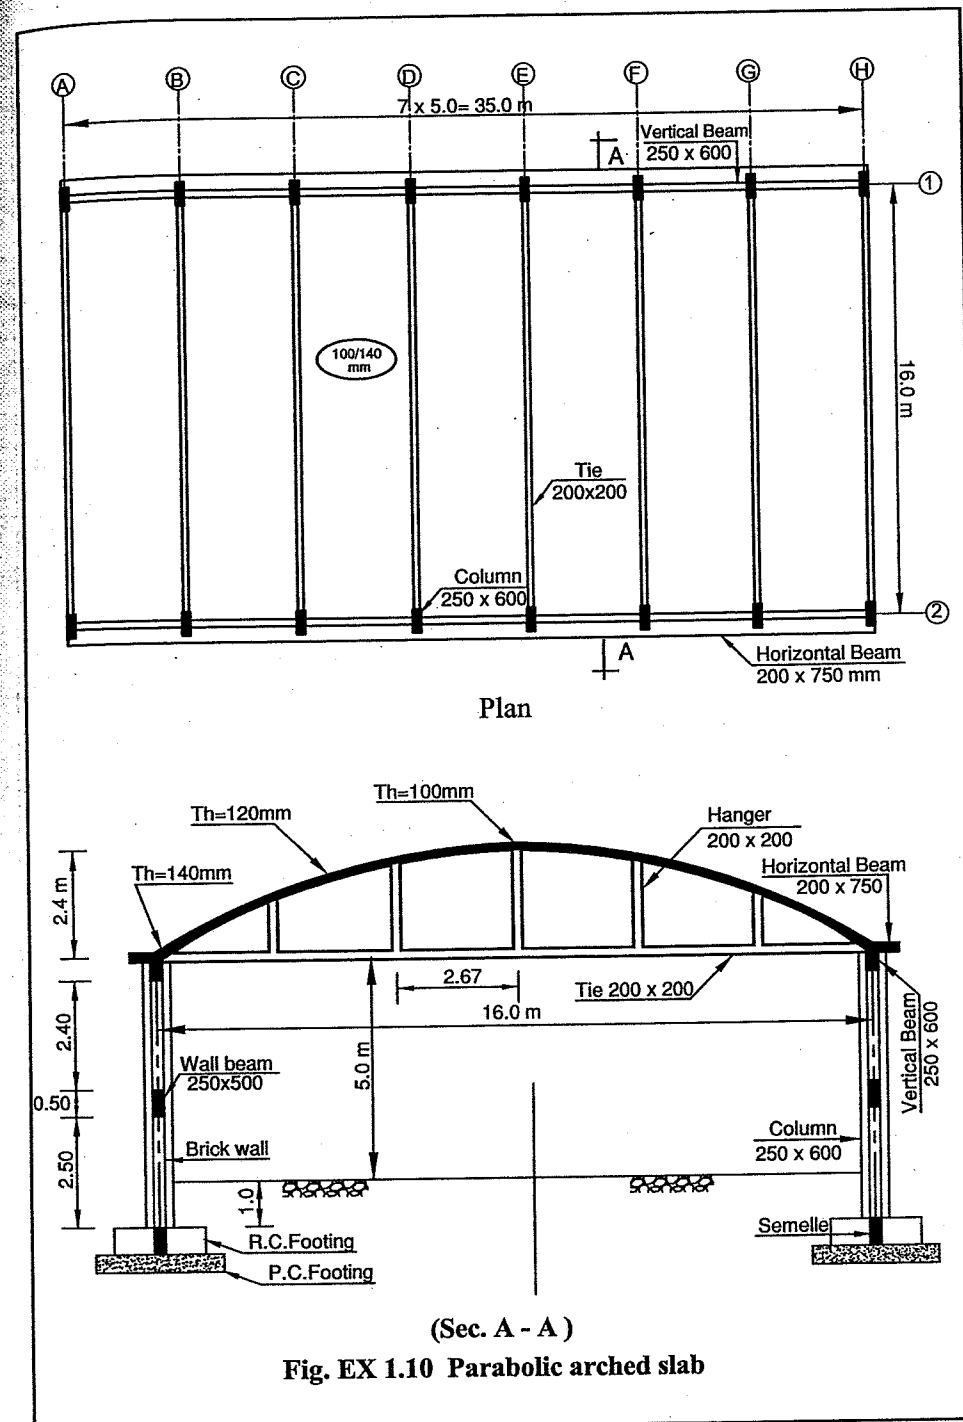 A B C D E F G H
7 x 5.0= 35.0 m
Vertical Beam
250 x 600
A
1
100/140
mm
16.0 m
Tie
200x200
Column
250 x 600
2
A
Horizontal Beam
200 x 750 mm
Plan
Th=100mm
Th=120mm
Hanger
200 x 200
Th=140mm
Horizontal Beam
200 x 750
2.4 m
2.67
Tie 200 x 200
16.0 m
2.40
5.0 m
Vertical Beam
250 x 600
Wall beam
250x500
0.50
Column
250 x 600
Brick wall
2.50
1.0
Semelle
R.C.Footing
P.C.Footing
(Sec. A - A )
Fig. EX 1.10 Parabolic arched slab